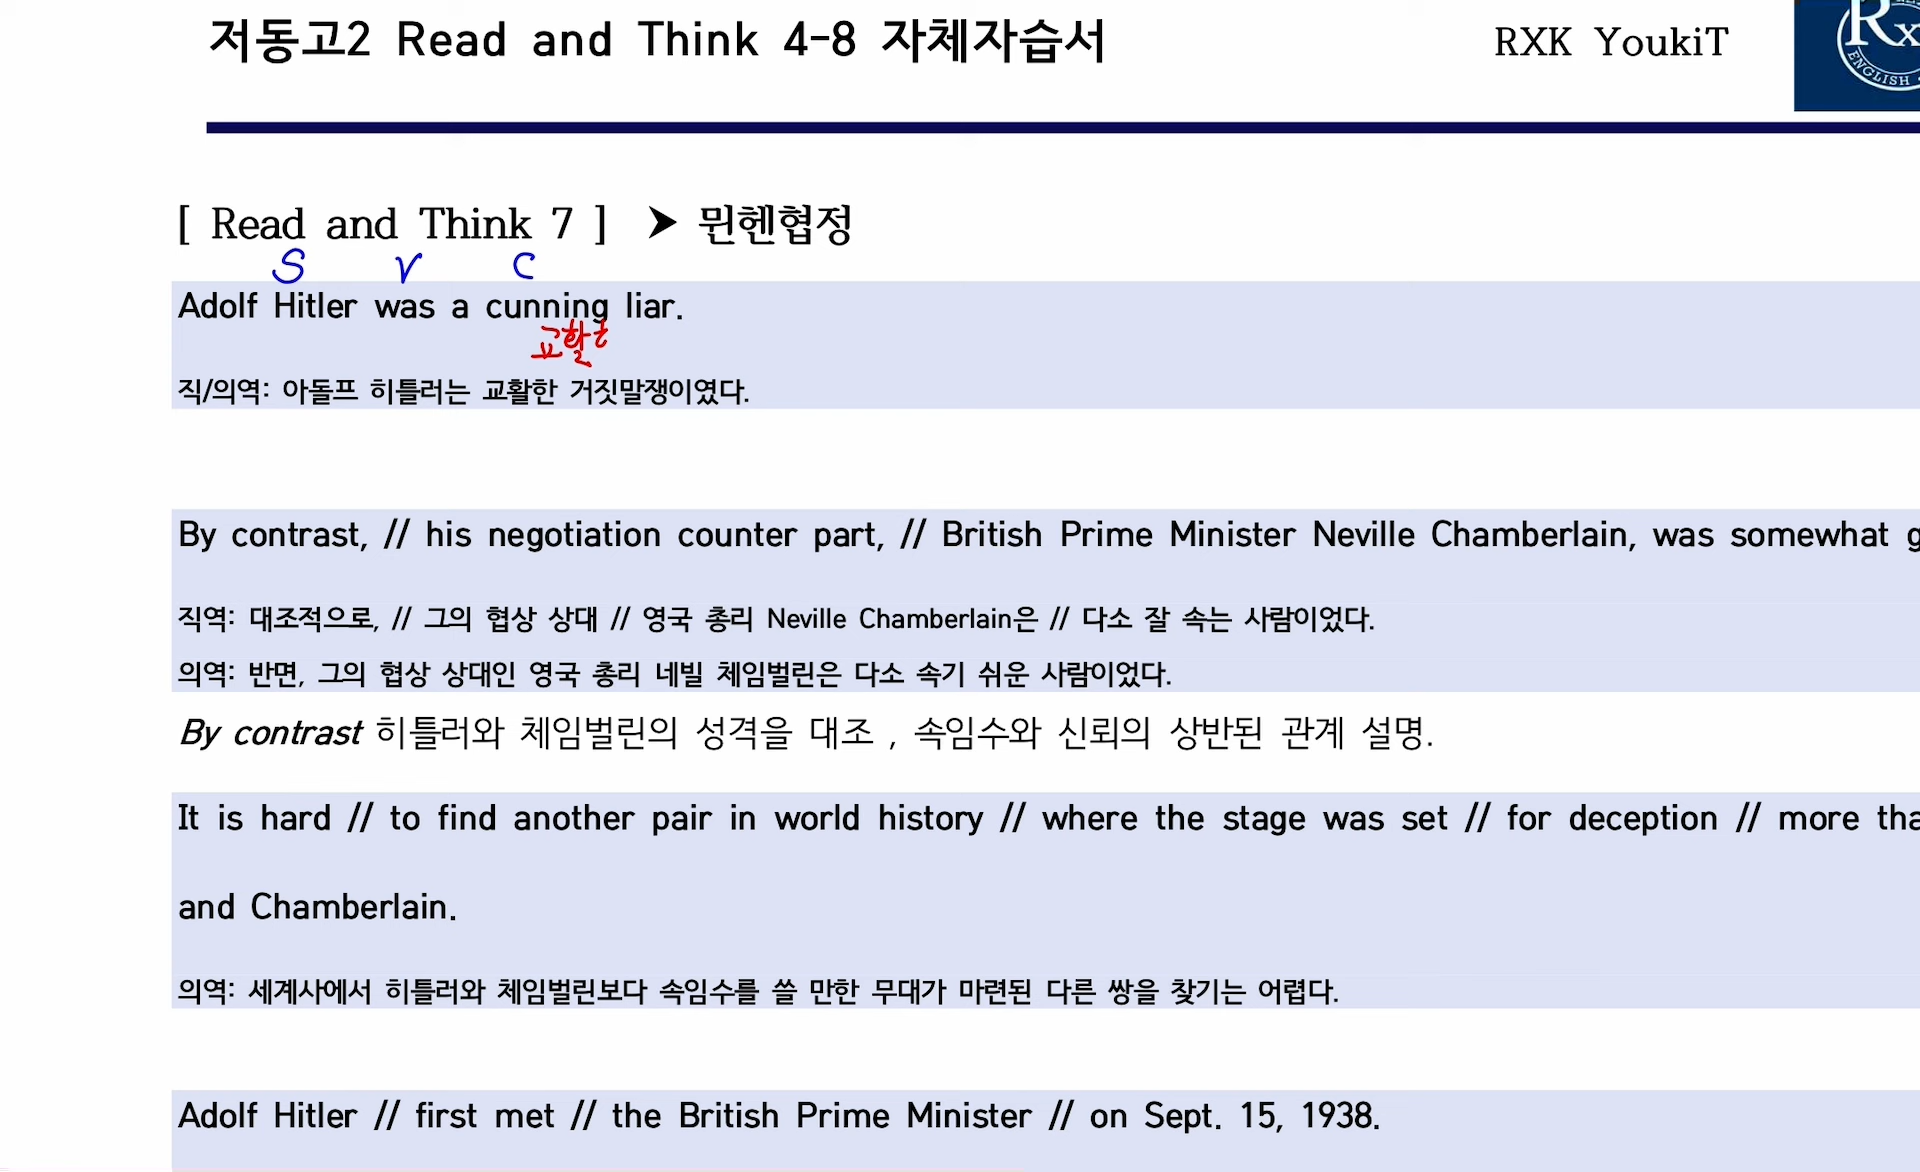 저동고2 Read and Think 4-8 자체자습서
RXK YoukiT
Rx
ENGLISH
[ Read and Think 7 ] ➤ 뮌헨협정
S V C
Adolf Hitler was a cunning liar.
교활
직/의역: 아돌프 히틀러는 교활한 거짓말쟁이였다.
By contrast, // his negotiation counter part, // British Prime Minister Neville Chamberlain, was somewhat
직역: 대조적으로, // 그의 협상 상대 // 영국 총리 Neville Chamberlain은 // 다소 잘 속는 사람이었다.
의역: 반면, 그의 협상 상대인 영국 총리 네빌 체임벌린은 다소 속기 쉬운 사람이었다.
By contrast 히틀러와 체임벌린의 성격을 대조 , 속임수와 신뢰의 상반된 관계 설명.
It is hard // to find another pair in world history // where the stage was set // for deception // more
and Chamberlain.
의역: 세계사에서 히틀러와 체임벌린보다 속임수를 쓸 만한 무대가 마련된 다른 쌍을 찾기는 어렵다.
Adolf Hitler // first met // the British Prime Minister // on Sept. 15, 1938.